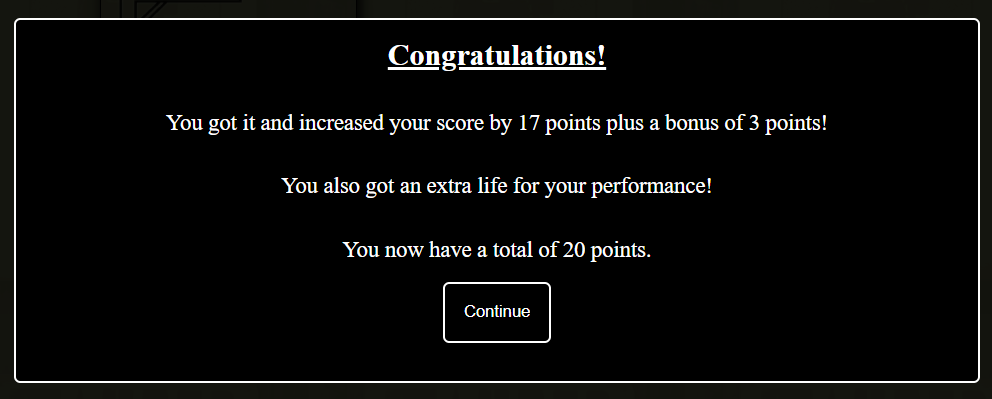 Congratulations!
You got it and increased your score by 17 points plus a bonus of 3 points!
You also got an extra life for your performance!
You now have a total of 20 points.
Continue